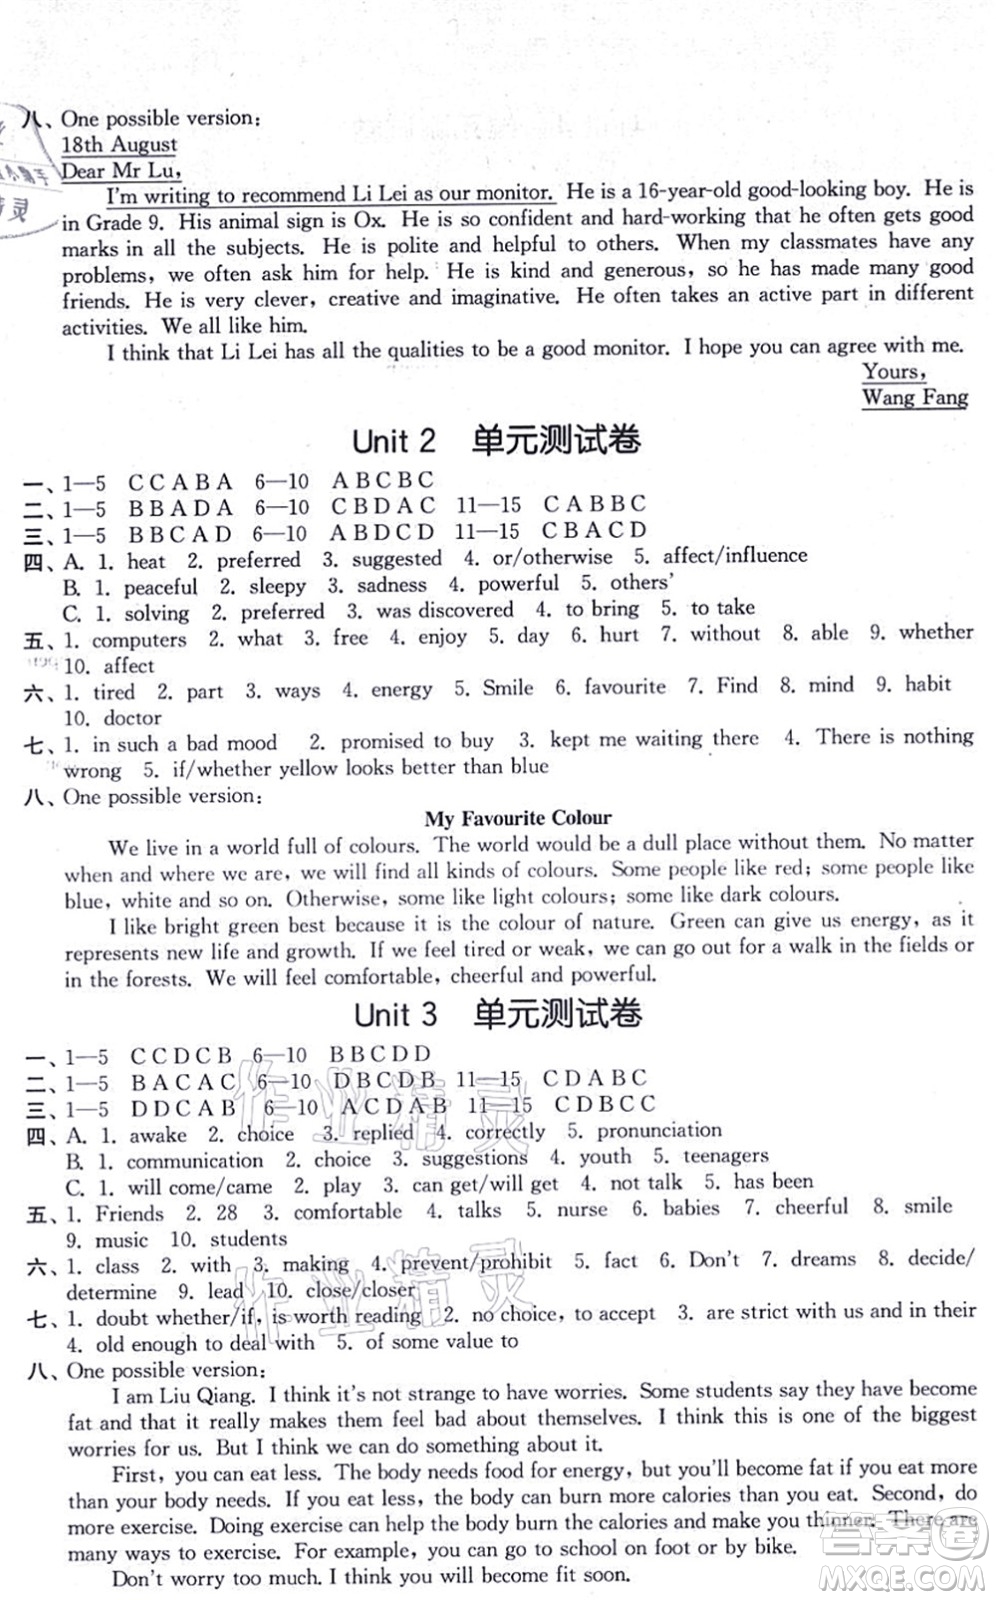 八、One possible version:
18th August
Dear Mr Lu,
I'm writing to recommend Li Lei as our monitor. He is a 16-year-old good-looking boy. He is
in Grade 9. His animal sign is Ox. He is so confident and hard-working that he often gets good
marks in all the subjects. He is polite and helpful to others. When my classmates have any
problems, we often ask him for help. He is kind and generous, so he has made many good
friends. He is very clever, creative and imaginative. He often takes an active part in different
activities. We all like him.
I think that Li Lei has all the qualities to be a good monitor. I hope you can agree with me.
Yours,
Wang Fang
Unit 2 单元测试卷
一、1—5 C C A B A 6—10 A B C B C
二、1—5 B B A D A 6—10 C B D A C 11—15 C A B B C
三、1—5 B B C A D 6—10 A B D C D 11—15 C B A C D
四、A. 1. heat 2. preferred 3. suggested 4. or/otherwise 5. affect/influence
B. 1. peaceful 2. sleepy 3. sadness 4. powerful 5. others'
C. 1. solving 2. preferred 3. was discovered 4. to bring 5. to take
五、1. computers 2. what 3. free 4. enjoy 5. day 6. hurt 7. without 8. able 9. whether
10. affect
六、1. tired 2. part 3. ways 4. energy 5. Smile 6. favourite 7. Find 8. mind 9. habit
10. doctor
七、1. in such a bad mood 2. promised to buy 3. kept me waiting there 4. There is nothing
wrong 5. if/whether yellow looks better than blue
八、One possible version:
My Favourite Colour
We live in a world full of colours. The world would be a dull place without them. No matter
when and where we are, we will find all kinds of colours. Some people like red; some people like
blue, white and so on. Otherwise, some like light colours; some like dark colours.
I like bright green best because it is the colour of nature. Green can give us energy, as it
represents new life and growth. If we feel tired or weak, we can go out for a walk in the fields or
in the forests. We will feel comfortable, cheerful and powerful.
Unit 3 单元测试卷
一、1—5 C C D C B 6—10 B B C D D
二、1—5 B A C A C 6—10 D B C D B 11—15 C D A B C
三、1—5 D D C A B 6—10 A C D A B 11—15 C D B C C
四、A. 1. awake 2. choice 3. replied 4. correctly 5. pronunciation
B. 1. communication 2. choice 3. suggestions 4. youth 5. teenagers
C. 1. will come/came 2. play 3. can get/will get 4. not talk 5. has been
五、1. Friends 2. 28 3. comfortable 4. talks 5. nurse 6. babies 7. cheerful 8. smile
9. music 10. students
六、1. class 2. with 3. making 4. prevent/prohibit 5. fact 6. Don't 7. dreams 8. decide/
determine 9. lead 10. close/closer
七、1. doubt whether/if, is worth reading 2. no choice, to accept 3. are strict with us and in their
4. old enough to deal with 5. of some value to
八、One possible version:
I am Liu Qiang. I think it's not strange to have worries. Some students say they have become
fat and that it really makes them feel bad about themselves. I think this is one of the biggest
worries for us. But I think we can do something about it.
First, you can eat less. The body needs food for energy, but you'll become fat if you eat more
than your body needs. If you eat less, the body can burn more calories than you eat. Second, do
more exercise. Doing exercise can help the body burn the calories and make you thinner. There are
many ways to exercise. For example, you can go to school on foot or by bike.
Don't worry too much. I think you will become fit soon.
作业精灵
作业精灵
答案圈
MXQE.COM